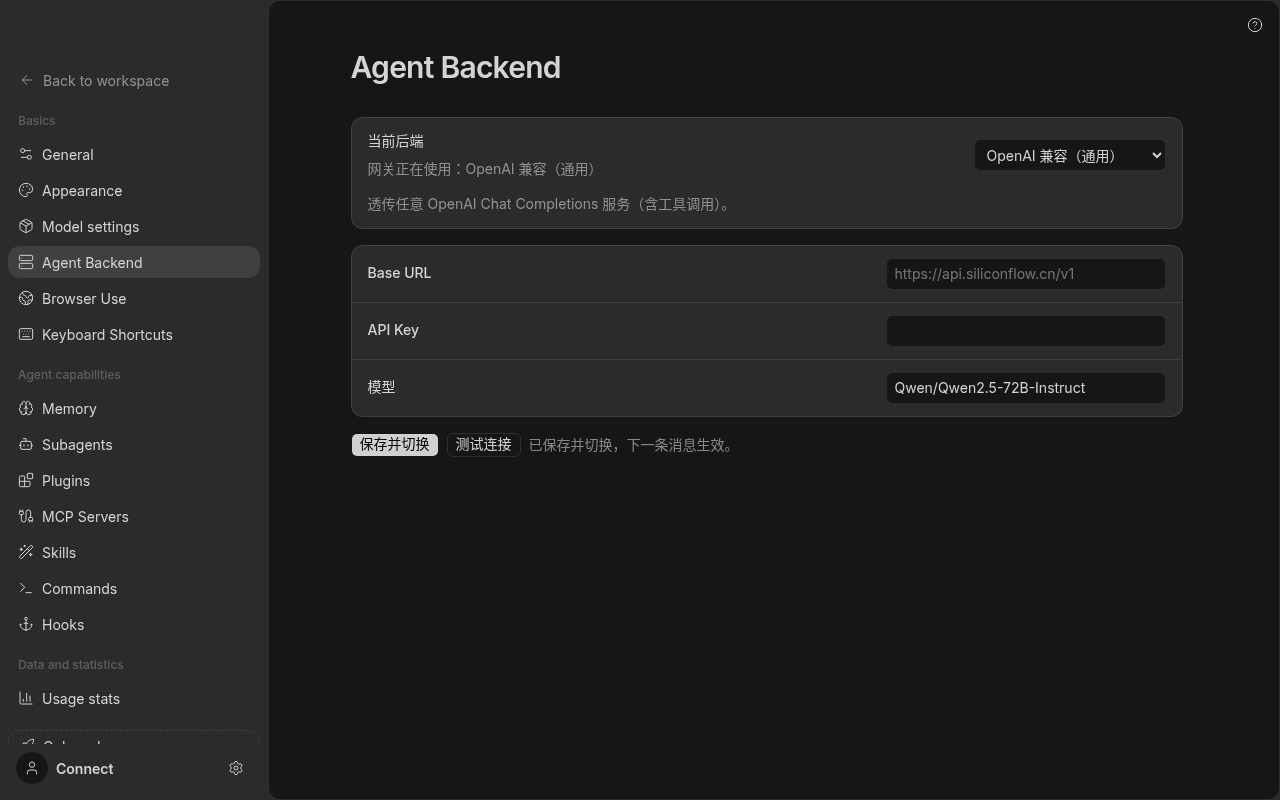 Back to workspace
Basics
General
Appearance
Model settings
Agent Backend
Browser Use
Keyboard Shortcuts
Agent capabilities
Memory
Subagents
Plugins
MCP Servers
Skills
Commands
Hooks
Data and statistics
Usage stats
Connect
Agent Backend
当前后端
网关正在使用：OpenAI 兼容（通用）
OpenAI 兼容（通用）
透传任意 OpenAI Chat Completions 服务（含工具调用）。
Base URL
https://api.siliconflow.cn/v1
API Key
模型
Qwen/Qwen2.5-72B-Instruct
保存并切换
测试连接
已保存并切换，下一条消息生效。